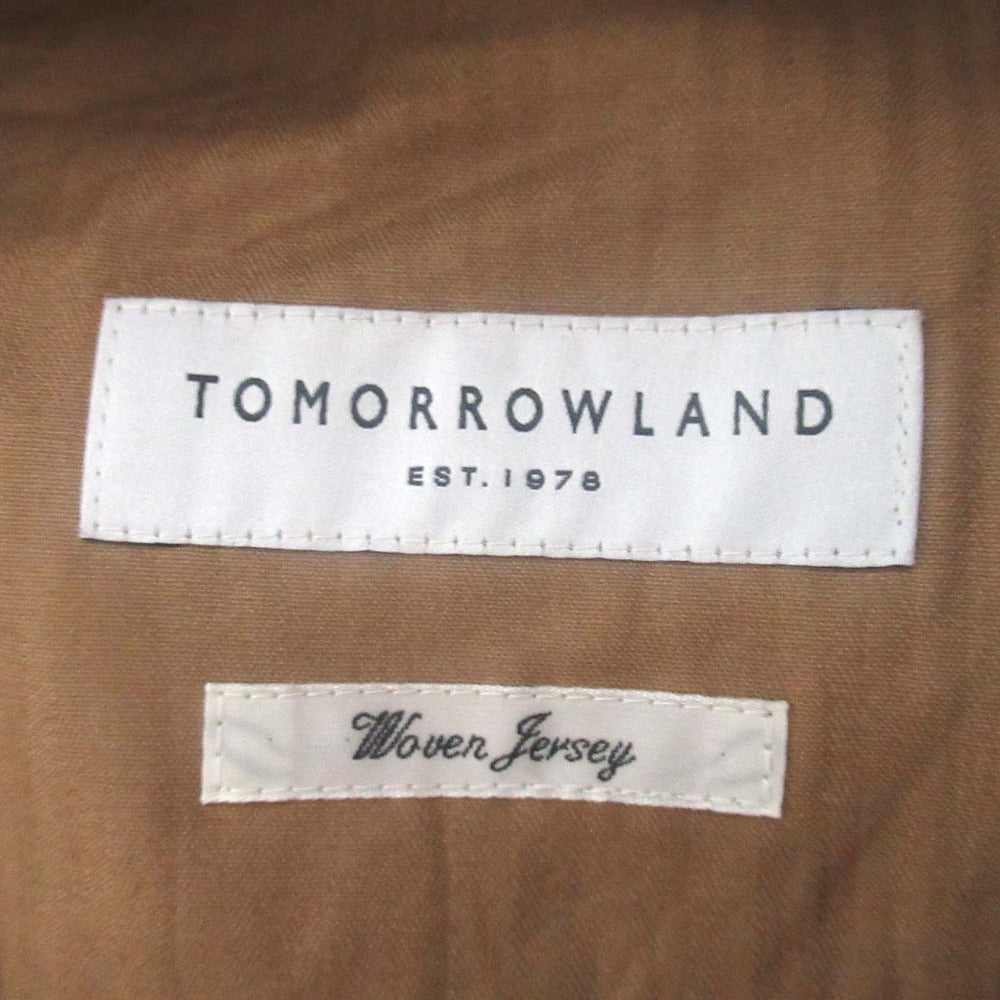 TOMORROWLAND
EST. 1978
Woven Jersey